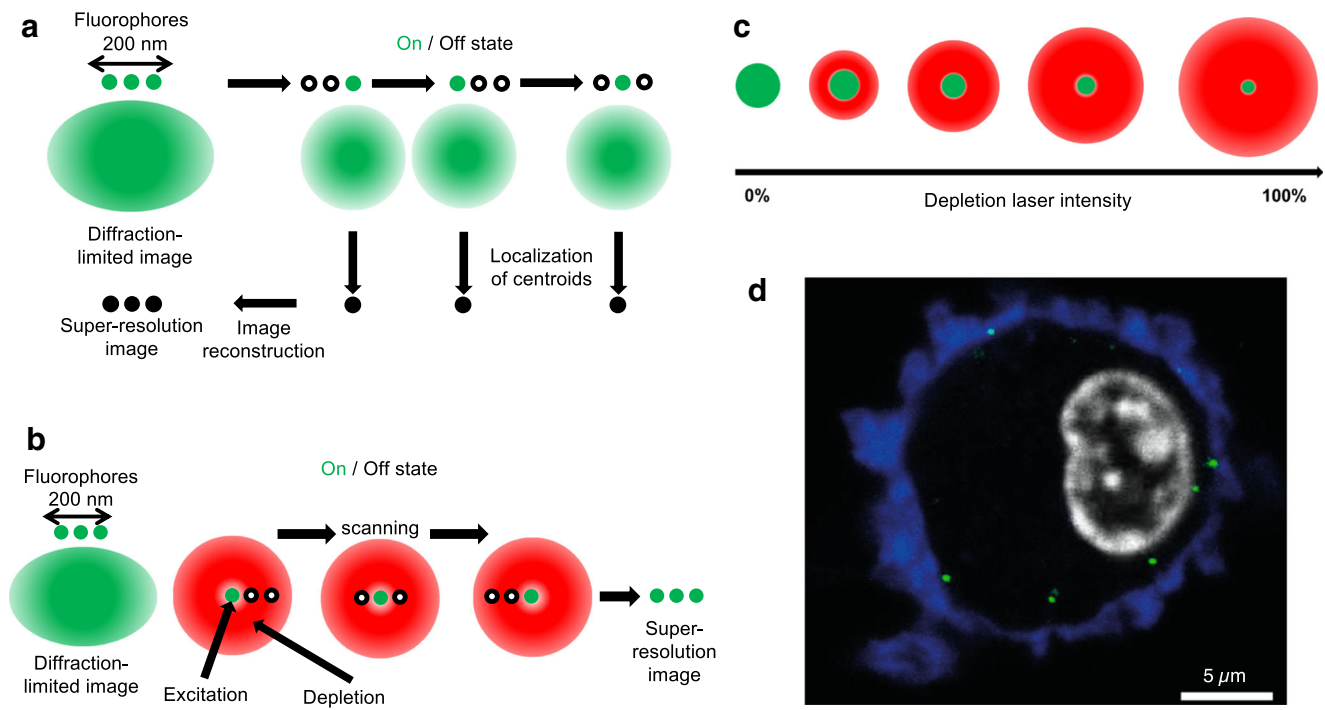 a
Fluorophores
200 nm
On / Off state
Diffraction-
limited image
Localization
of centroids
Super-resolution
image
Image
reconstruction
b
Fluorophores
200 nm
On / Off state
scanning
Diffraction-
limited image
Excitation
Depletion
Super-
resolution
image
c
0%
Depletion laser intensity
100%
d
5 µm